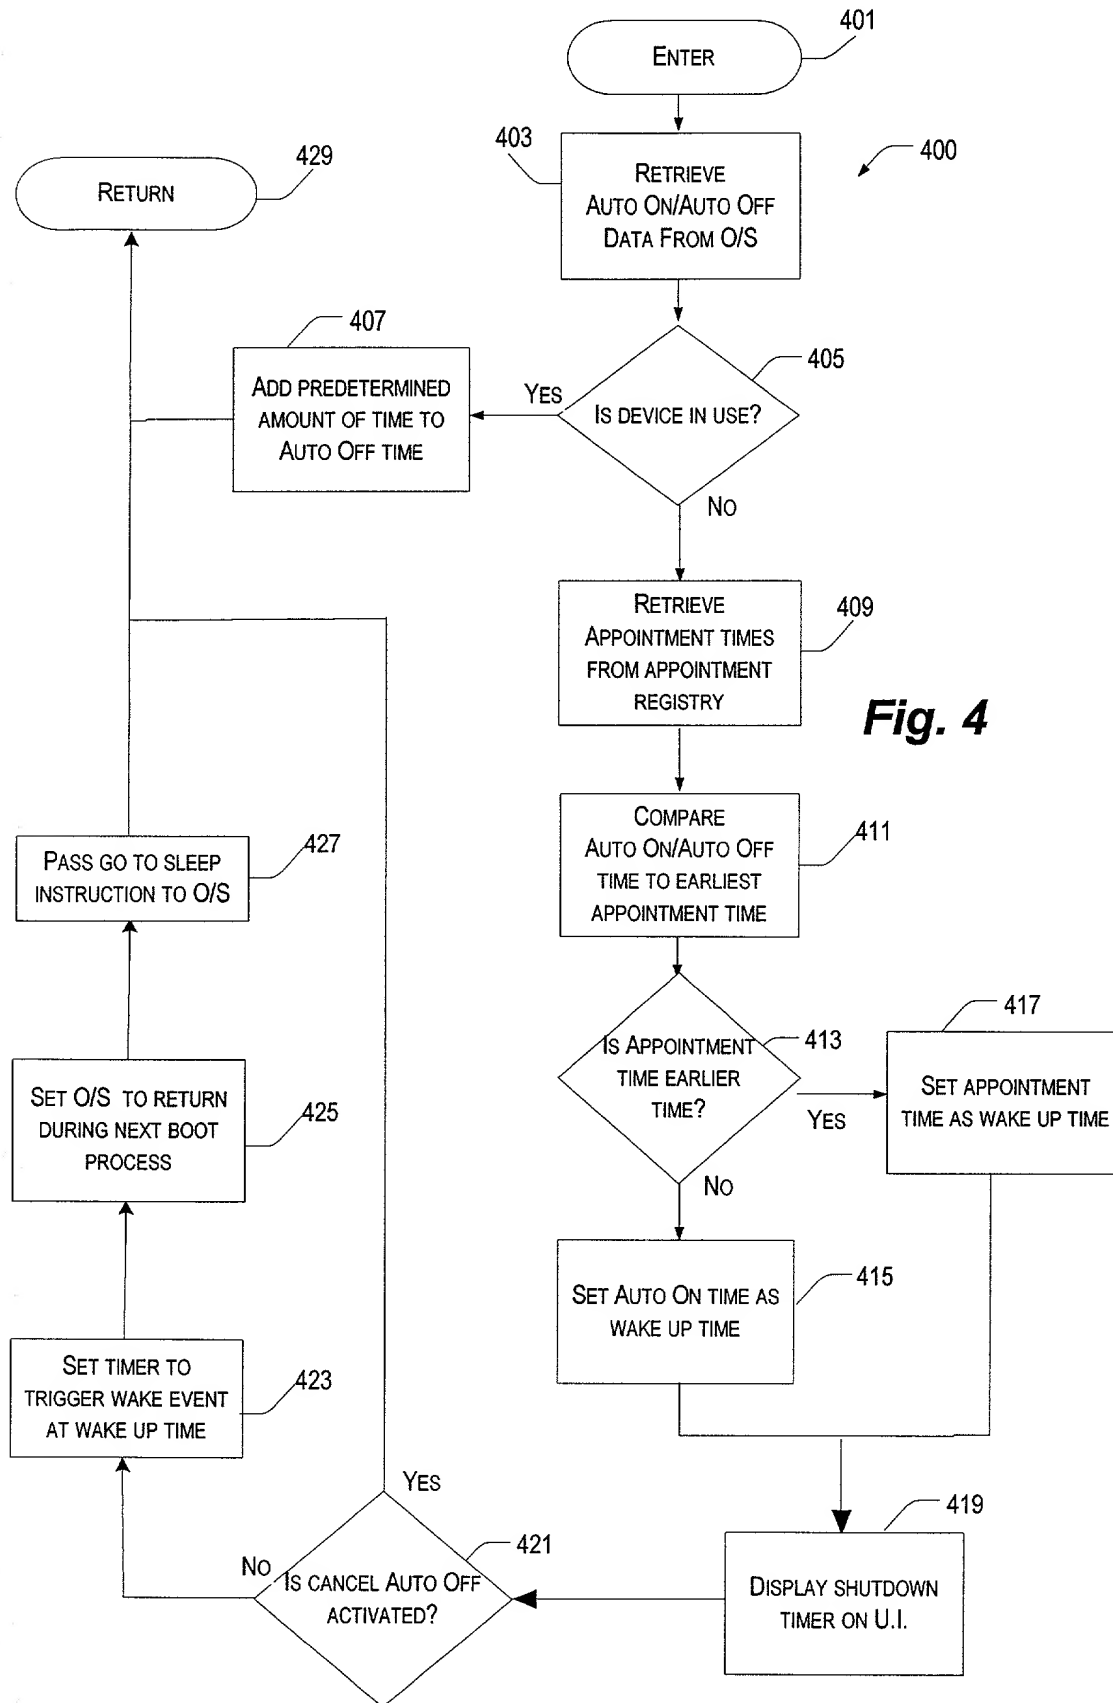 ENTER
401
403
RETRIEVE
AUTO ON/AUTO OFF
DATA FROM O/S
400
RETURN
429
407
ADD PREDETERMINED
AMOUNT OF TIME TO
AUTO OFF TIME
YES
IS DEVICE IN USE?
405
NO
RETRIEVE
APPOINTMENT TIMES
FROM APPOINTMENT
REGISTRY
409
Fig. 4
COMPARE
AUTO ON/AUTO OFF
TIME TO EARLIEST
APPOINTMENT TIME
411
PASS GO TO SLEEP
INSTRUCTION TO O/S
427
IS APPOINTMENT
TIME EARLIER
TIME?
413
YES
417
SET APPOINTMENT
TIME AS WAKE UP TIME
NO
SET O/S TO RETURN
DURING NEXT BOOT
PROCESS
425
SET AUTO ON TIME AS
WAKE UP TIME
415
SET TIMER TO
TRIGGER WAKE EVENT
AT WAKE UP TIME
423
YES
NO
IS CANCEL AUTO OFF
ACTIVATED?
421
419
DISPLAY SHUTDOWN
TIMER ON U.I.